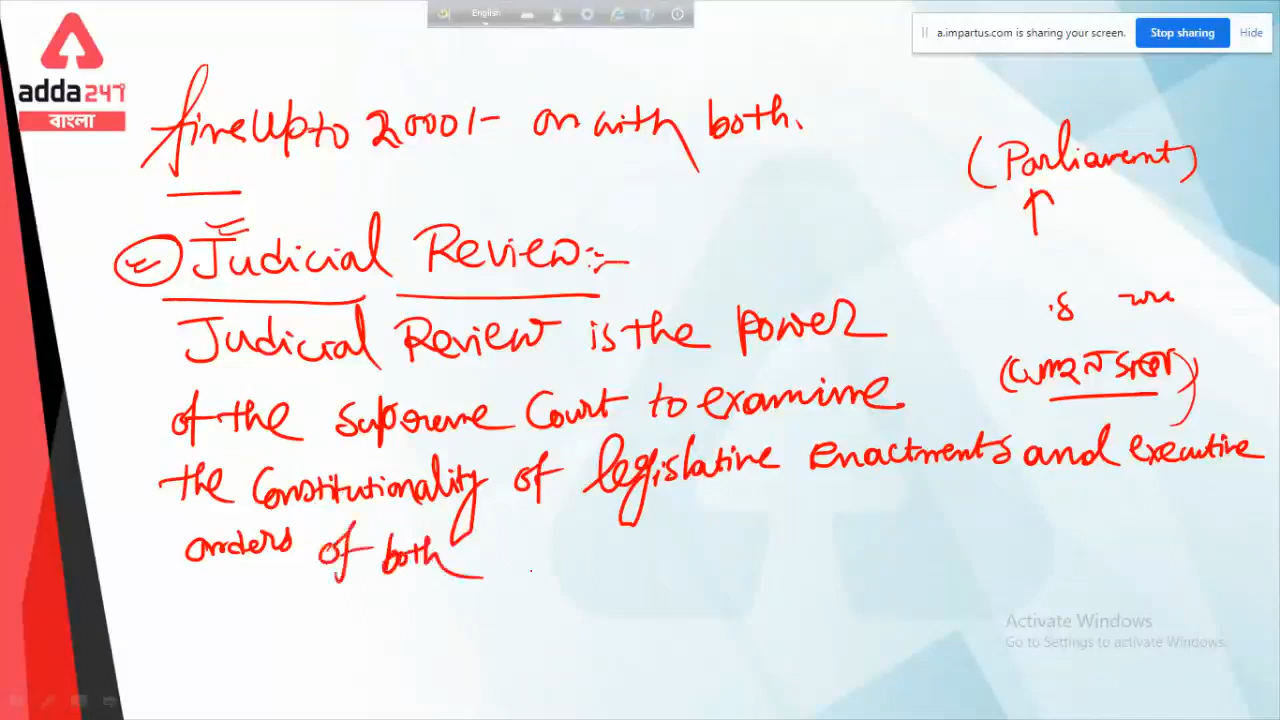 English
a.impartus.com is sharing your screen.
Stop sharing
Hide
adda247
বাংলা
fine upto 2000/- or with both.
(Parliament)
Judicial Review:-
Judicial Review is the power
of the Supreme Court to examine
the Constitutionality of legislative enactments and executive
orders of both
Activate Windows
Go to Settings to activate Windows.